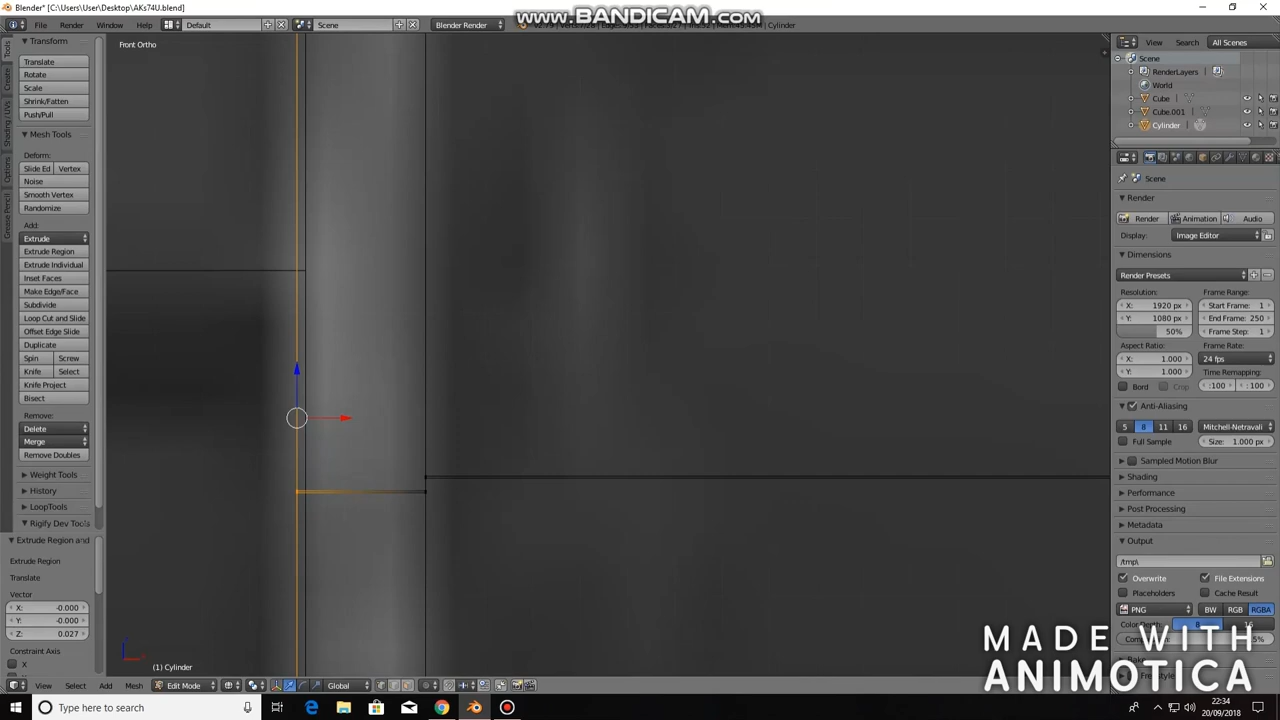 Blender* [C:\Users\User\Desktop\AKs74U.blend]
www.BANDICAM.com
File Render Window Help Default Scene Blender Render Cylinder
View Search All Scenes
Tools
Create
Shading / UVs
Options
Grease Pencil
Transform
Translate
Rotate
Scale
Shrink/Fatten
Push/Pull
Mesh Tools
Deform:
Slide Ed Vertex
Noise
Smooth Vertex
Randomize
Add:
Extrude
Extrude Region
Extrude Individual
Inset Faces
Make Edge/Face
Subdivide
Loop Cut and Slide
Offset Edge Slide
Duplicate
Spin Screw
Knife Select
Knife Project
Bisect
Remove:
Delete
Merge
Remove Doubles
Weight Tools
History
LoopTools
Rigify Dev Tools
Extrude Region and
Extrude Region
Translate
Vector
X: -0.000
Y: -0.000
Z: 0.027
Constraint Axis
X
Front Ortho
(1) Cylinder
View Select Add Mesh Edit Mode Global
Scene
RenderLayers
World
Cube
Cube.001
Cylinder
Scene
Render
Render Animation Audio
Display: Image Editor
Dimensions
Render Presets
Resolution: Frame Range:
X: 1920 px Start Frame: 1
Y: 1080 px End Frame: 250
50% Frame Step: 1
Aspect Ratio: Frame Rate:
X: 1.000 24 fps
Y: 1.000 Time Remapping:
Bord Crop :100 :100
Anti-Aliasing
5 8 11 16 Mitchell-Netravali
Full Sample Size: 1.000 px
Sampled Motion Blur
Shading
Performance
Post Processing
Metadata
Output
/tmp\
Overwrite File Extensions
Placeholders Cache Result
PNG BW RGB RGBA
Color Depth: 8 16
MADE WITH
ANIMOTICA
Type here to search
22:34
20/09/2018